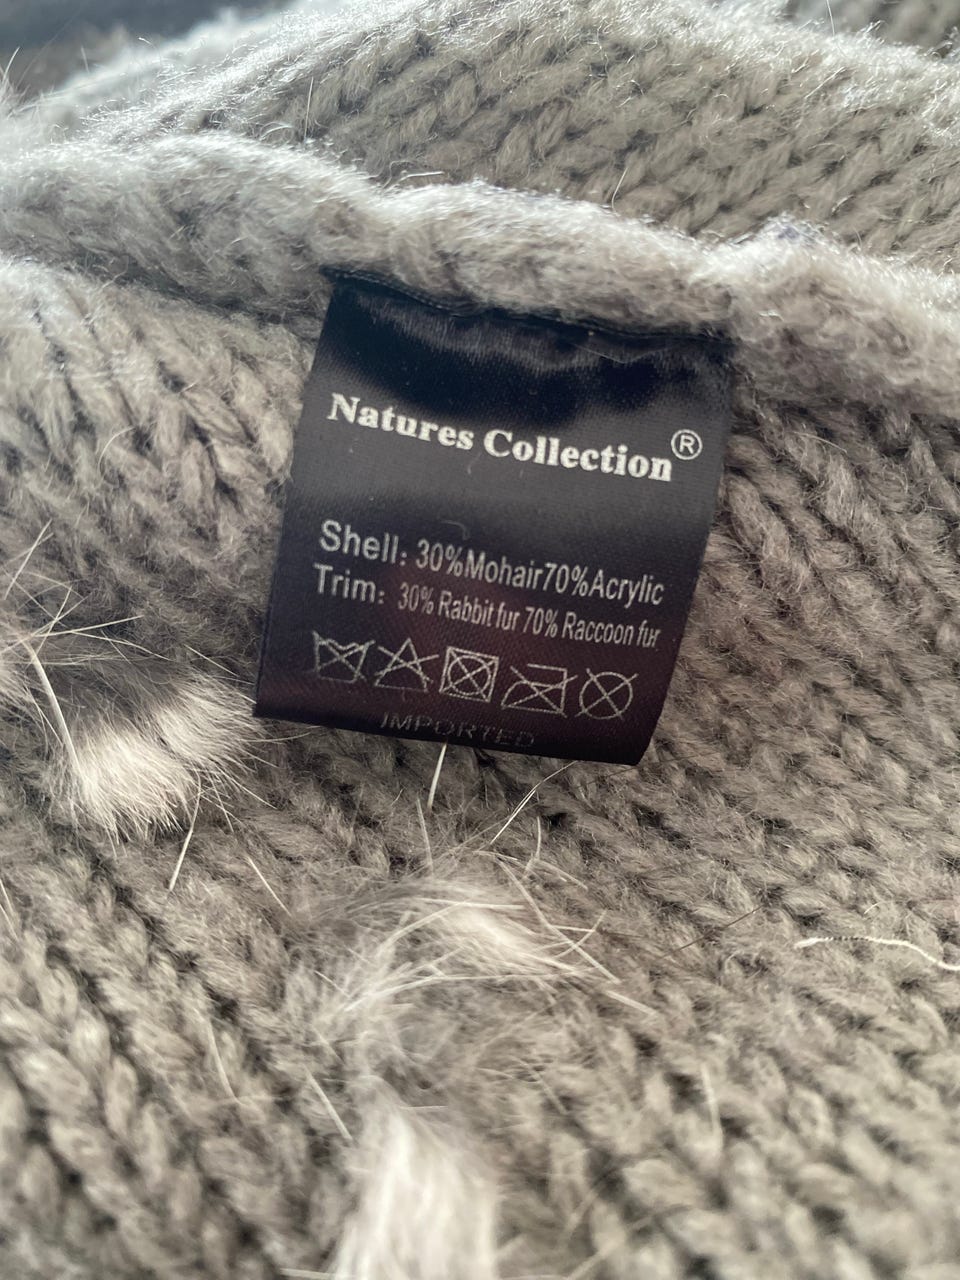 Natures Collection®
Shell: 30%Mohair70%Acrylic
Trim: 30% Rabbit fur 70% Raccoon fur
IMPORTED